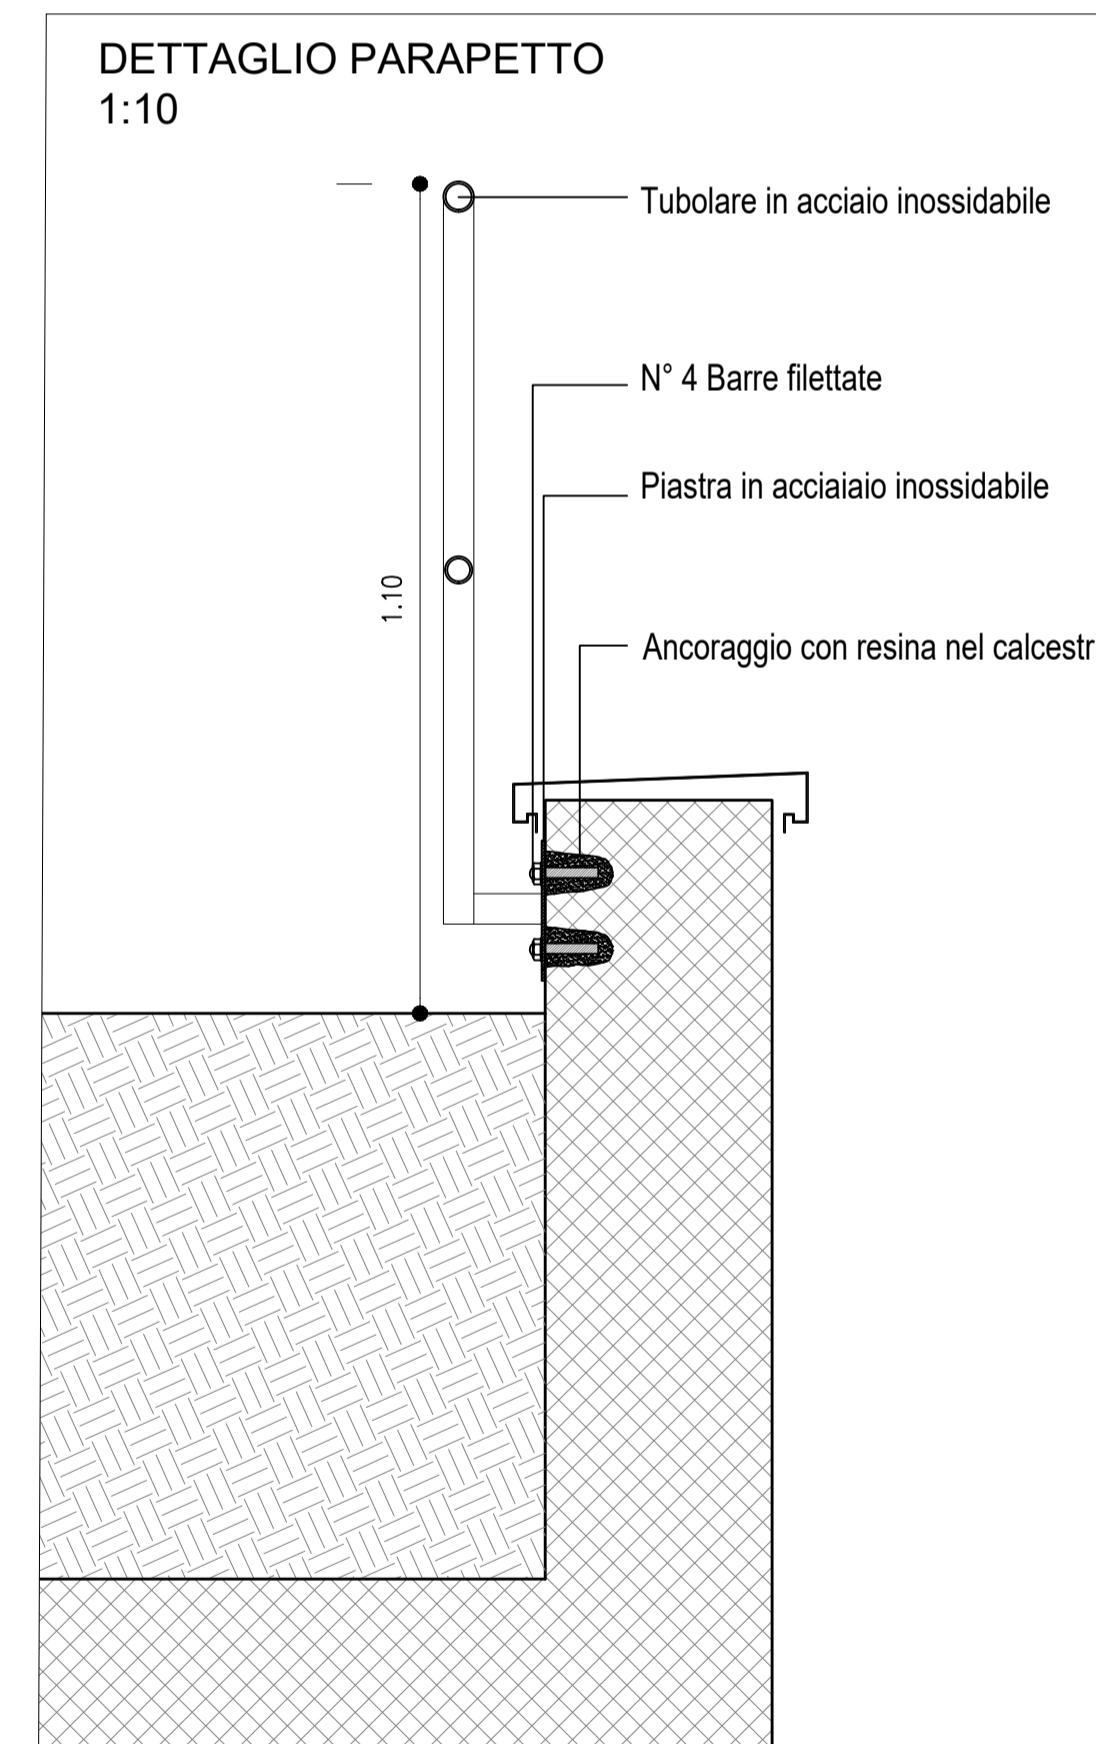 DETTAGLIO PARAPETTO
1:10
Tubolare in acciaio inossidabile
N° 4 Barre filettate
Piastra in acciaiaio inossidabile
1.10
Ancoraggio con resina nel calcestr